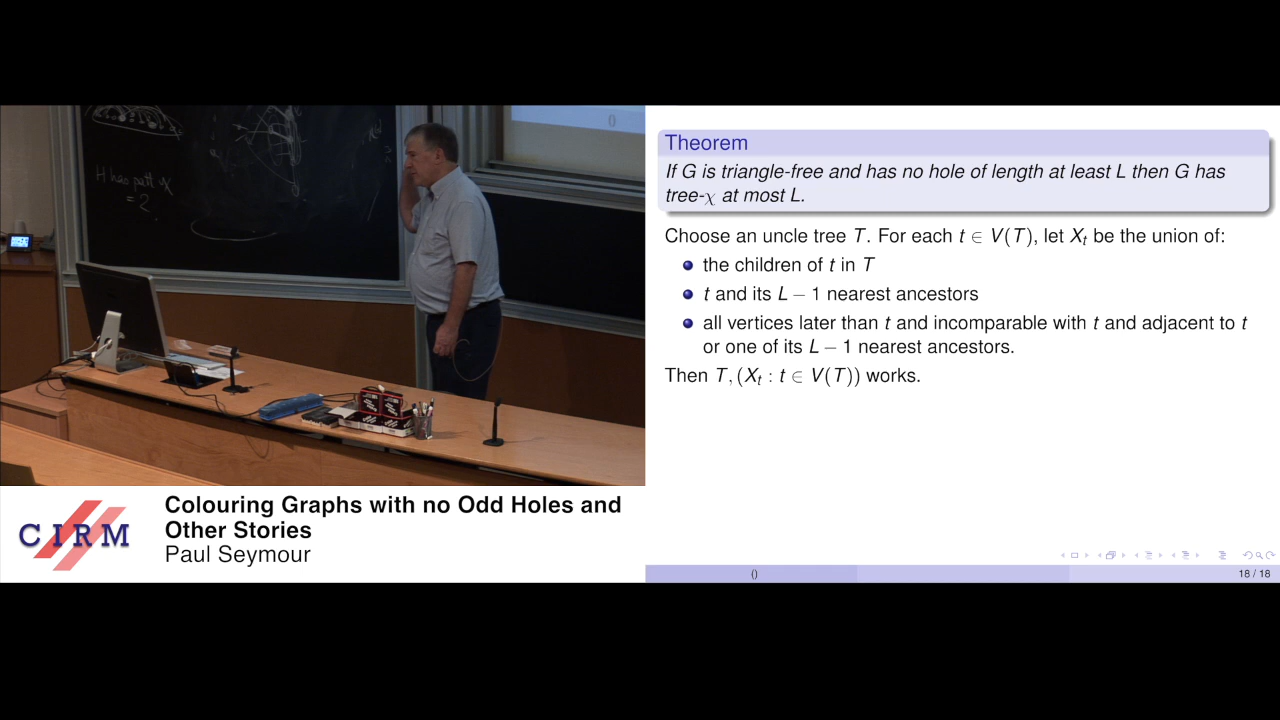 H has path χ
= 2
0
Theorem
If G is triangle-free and has no hole of length at least L then G has
tree-χ at most L.
Choose an uncle tree T. For each t ∈ V(T), let Xₜ be the union of:
the children of t in T
t and its L – 1 nearest ancestors
all vertices later than t and incomparable with t and adjacent to t
or one of its L – 1 nearest ancestors.
Then T, (Xₜ : t ∈ V(T)) works.
()
18 / 18
CIRM
Colouring Graphs with no Odd Holes and
Other Stories
Paul Seymour